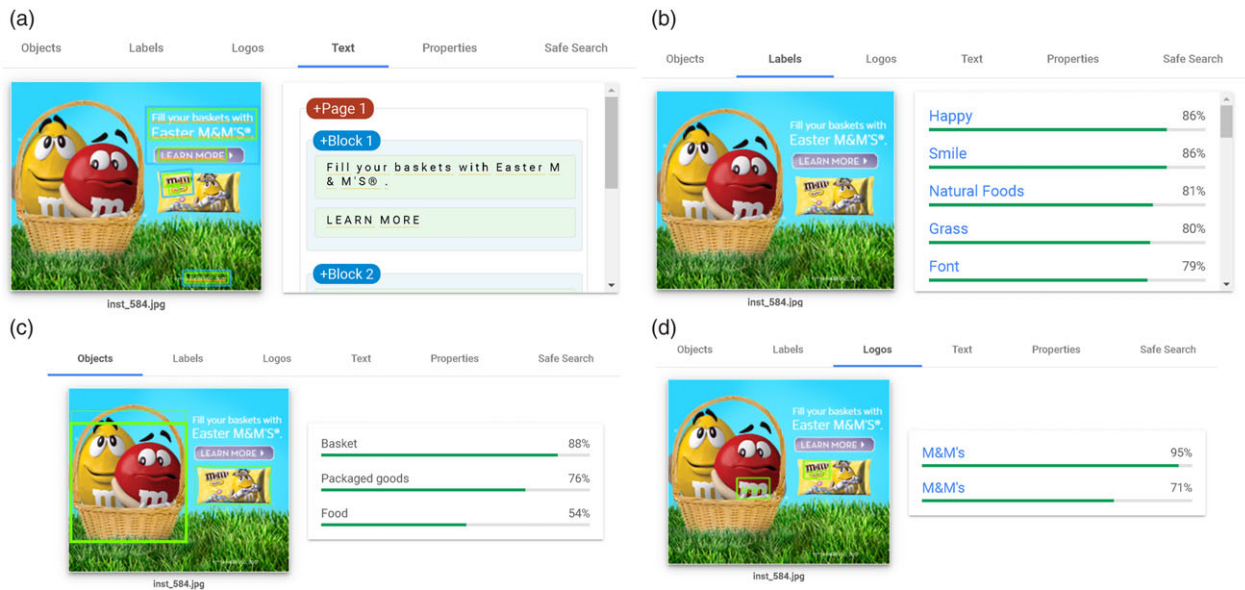 (a)
Objects Labels Logos Text Properties Safe Search
Fill your baskets with
Easter M&M'S®.
LEARN MORE
m&m's
m
m
+Page 1
+Block 1
Fill your baskets with Easter M
& M'S® .
LEARN MORE
+Block 2
inst_584.jpg
(b)
Objects Labels Logos Text Properties Safe Search
Fill your baskets with
Easter M&M'S®.
LEARN MORE
m&m's
m
m
Happy 86%
Smile 86%
Natural Foods 81%
Grass 80%
Font 79%
inst_584.jpg
(c)
Objects Labels Logos Text Properties Safe Search
Fill your baskets with
Easter M&M'S®.
LEARN MORE
m&m's
m
m
Basket 88%
Packaged goods 76%
Food 54%
inst_584.jpg
(d)
Objects Labels Logos Text Properties Safe Search
Fill your baskets with
Easter M&M'S®.
LEARN MORE
m&m's
m
m
M&M's 95%
M&M's 71%
inst_584.jpg